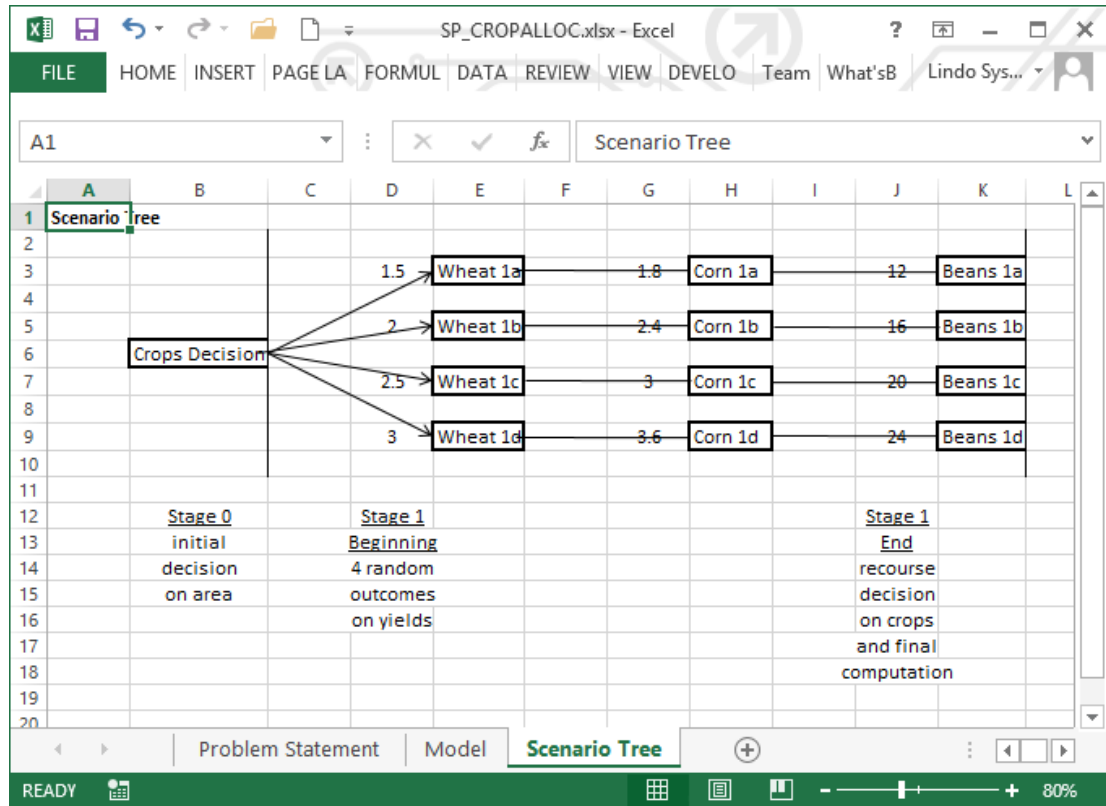 SP_CROPALLOC.xlsx - Excel
FILE HOME INSERT PAGE LA FORMUL DATA REVIEW VIEW DEVELO Team What'sB Lindo Sys...
A1 fx Scenario Tree
A B C D E F G H I J K L
1 Scenario Tree
2
3 1.5 Wheat 1a 1.8 Corn 1a 12 Beans 1a
4
5 2 Wheat 1b 2.4 Corn 1b 16 Beans 1b
6 Crops Decision
7 2.5 Wheat 1c 3 Corn 1c 20 Beans 1c
8
9 3 Wheat 1d 3.6 Corn 1d 24 Beans 1d
10
11
12 Stage 0 Stage 1 Stage 1
13 initial Beginning End
14 decision 4 random recourse
15 on area outcomes decision
16 on yields on crops
17 and final
18 computation
19
20
Problem Statement Model Scenario Tree
READY 80%